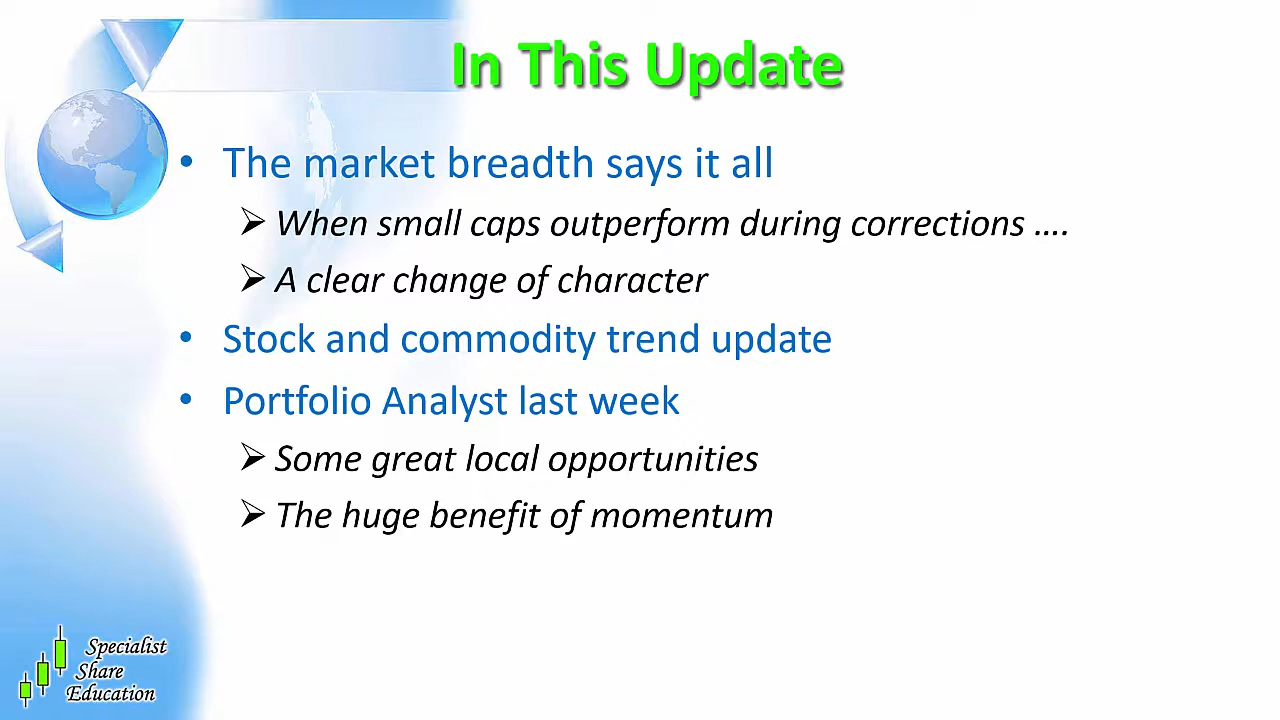 In This Update
• The market breadth says it all
➢ When small caps outperform during corrections ….
➢ A clear change of character
• Stock and commodity trend update
• Portfolio Analyst last week
➢ Some great local opportunities
➢ The huge benefit of momentum
Specialist
Share
Education